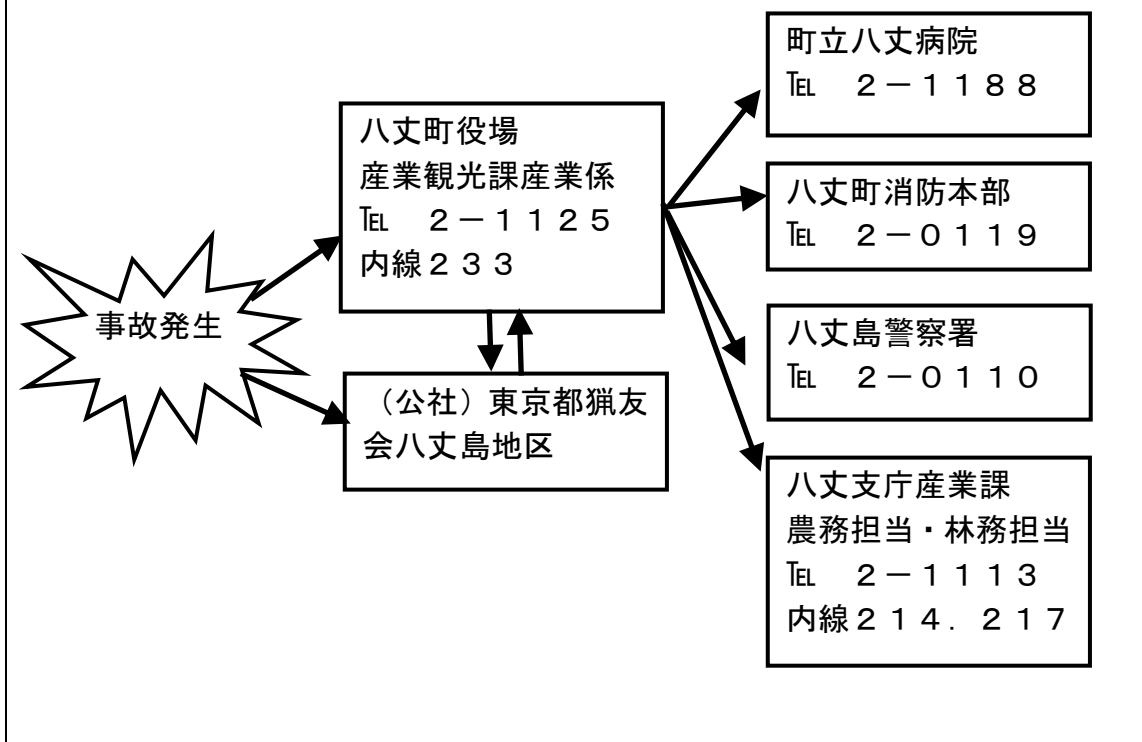 事故発生
八丈町役場
産業観光課産業係
℡　２－１１２５
内線２３３
（公社）東京都猟友
会八丈島地区
町立八丈病院
℡　２－１１８８
八丈町消防本部
℡　２－０１１９
八丈島警察署
℡　２－０１１０
八丈支庁産業課
農務担当・林務担当
℡　２－１１１３
内線２１４．２１７